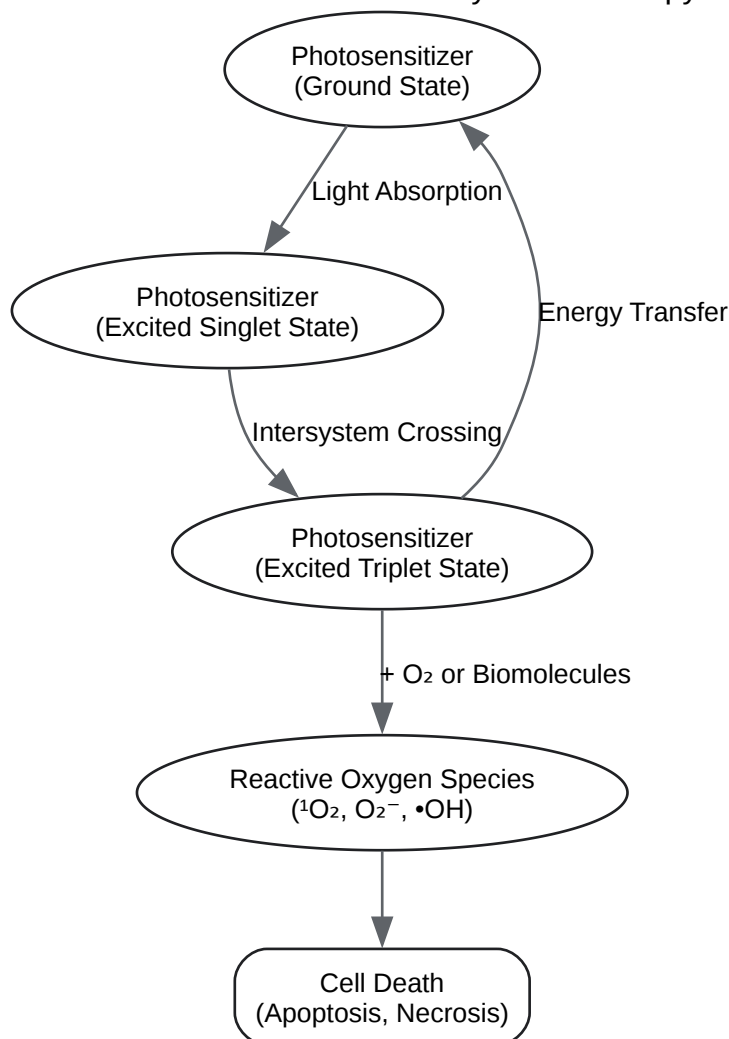 Photosensitizer
(Ground State)
Light Absorption
Photosensitizer
(Excited Singlet State)
Energy Transfer
Intersystem Crossing
Photosensitizer
(Excited Triplet State)
+ O₂ or Biomolecules
Reactive Oxygen Species
(¹O₂, O₂⁻, •OH)
Cell Death
(Apoptosis, Necrosis)